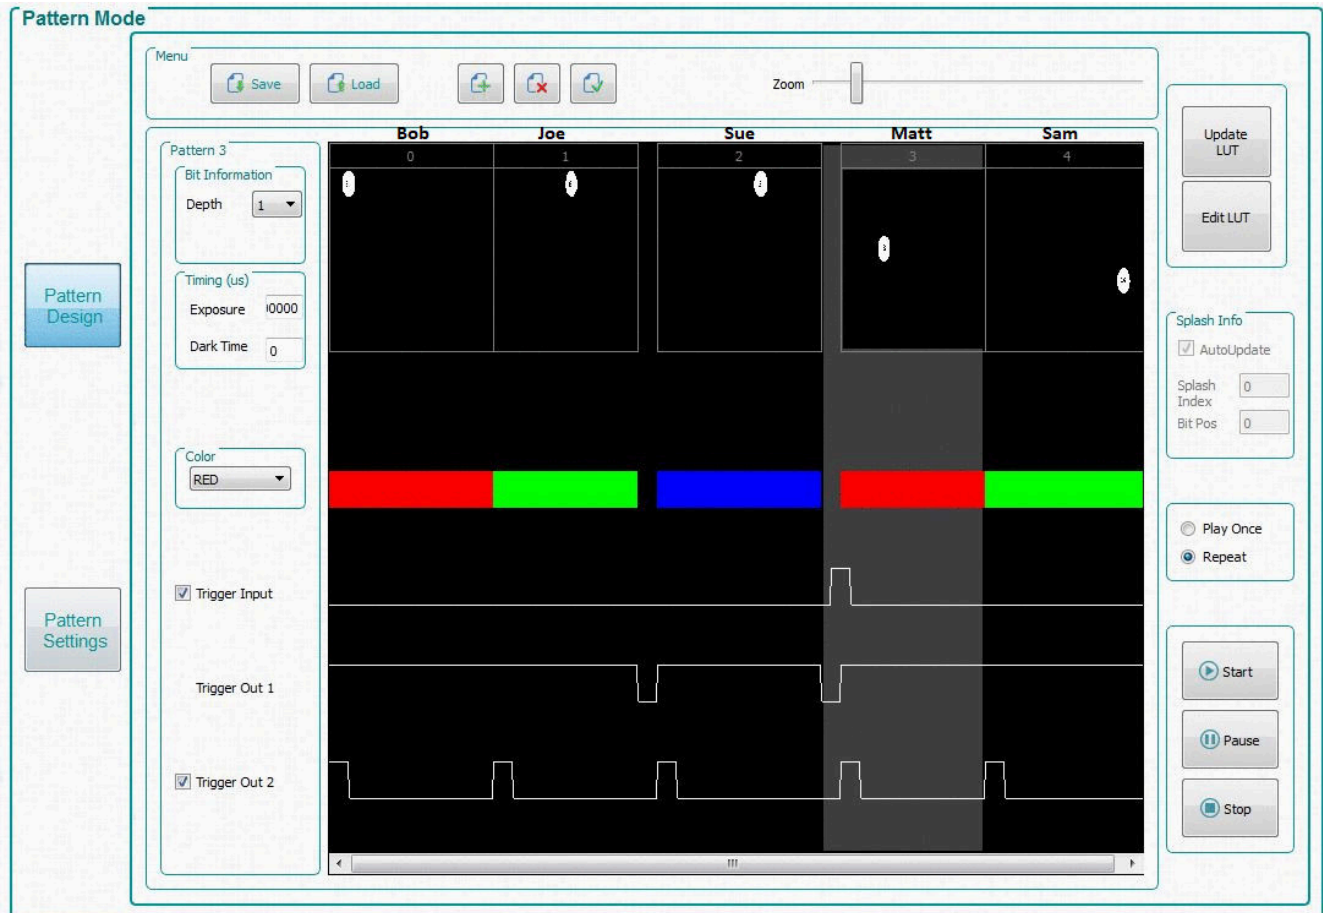 Pattern Mode
Menu
Save
Load
Zoom
Bob Joe Sue Matt Sam
Pattern 3
0 1 2 3 4
Bit Information
Depth 1
Timing (us)
Exposure 00000
Dark Time 0
Color
RED
Trigger Input
Trigger Out 1
Trigger Out 2
Pattern
Design
Pattern
Settings
Update
LUT
Edit LUT
Splash Info
AutoUpdate
Splash
Index
0
Bit Pos 0
Play Once
Repeat
Start
Pause
Stop